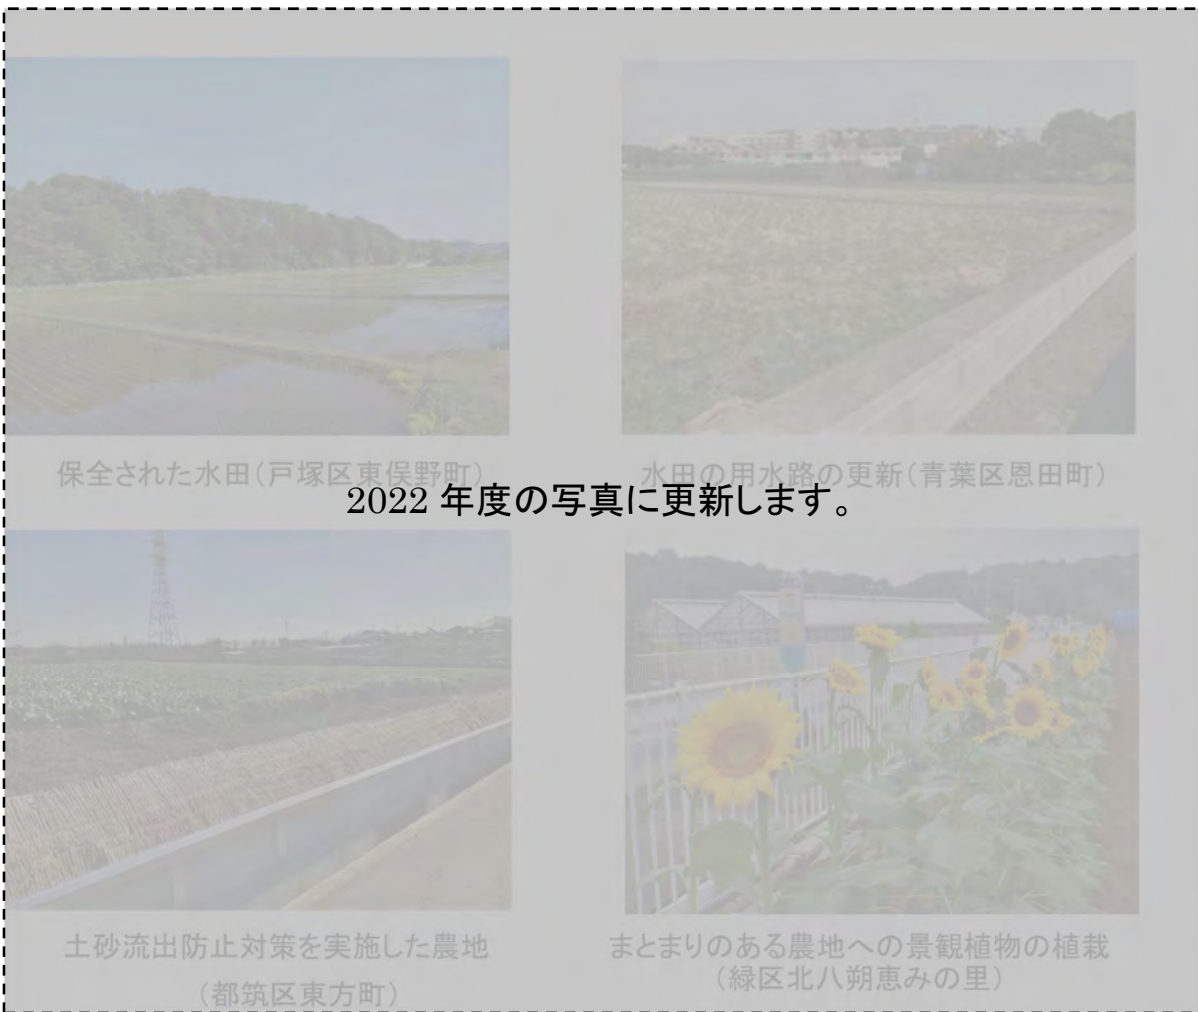 保全された水田(戸塚区東俣野町)
水田の用水路の更新(青葉区恩田町)
2022 年度の写真に更新します。
土砂流出防止対策を実施した農地
(都筑区東方町)
まとまりのある農地への景観植物の植栽
(緑区北八朔恵みの里)